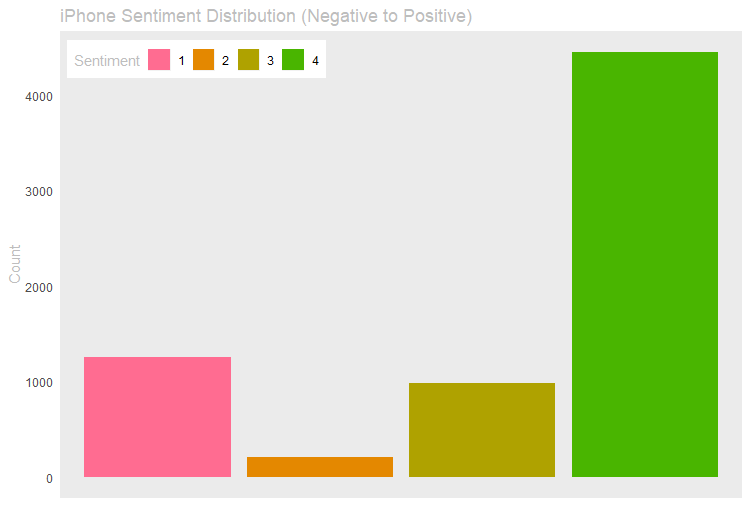 iPhone Sentiment Distribution (Negative to Positive)
Sentiment 1 2 3 4
4000
3000
2000
1000
0
Count